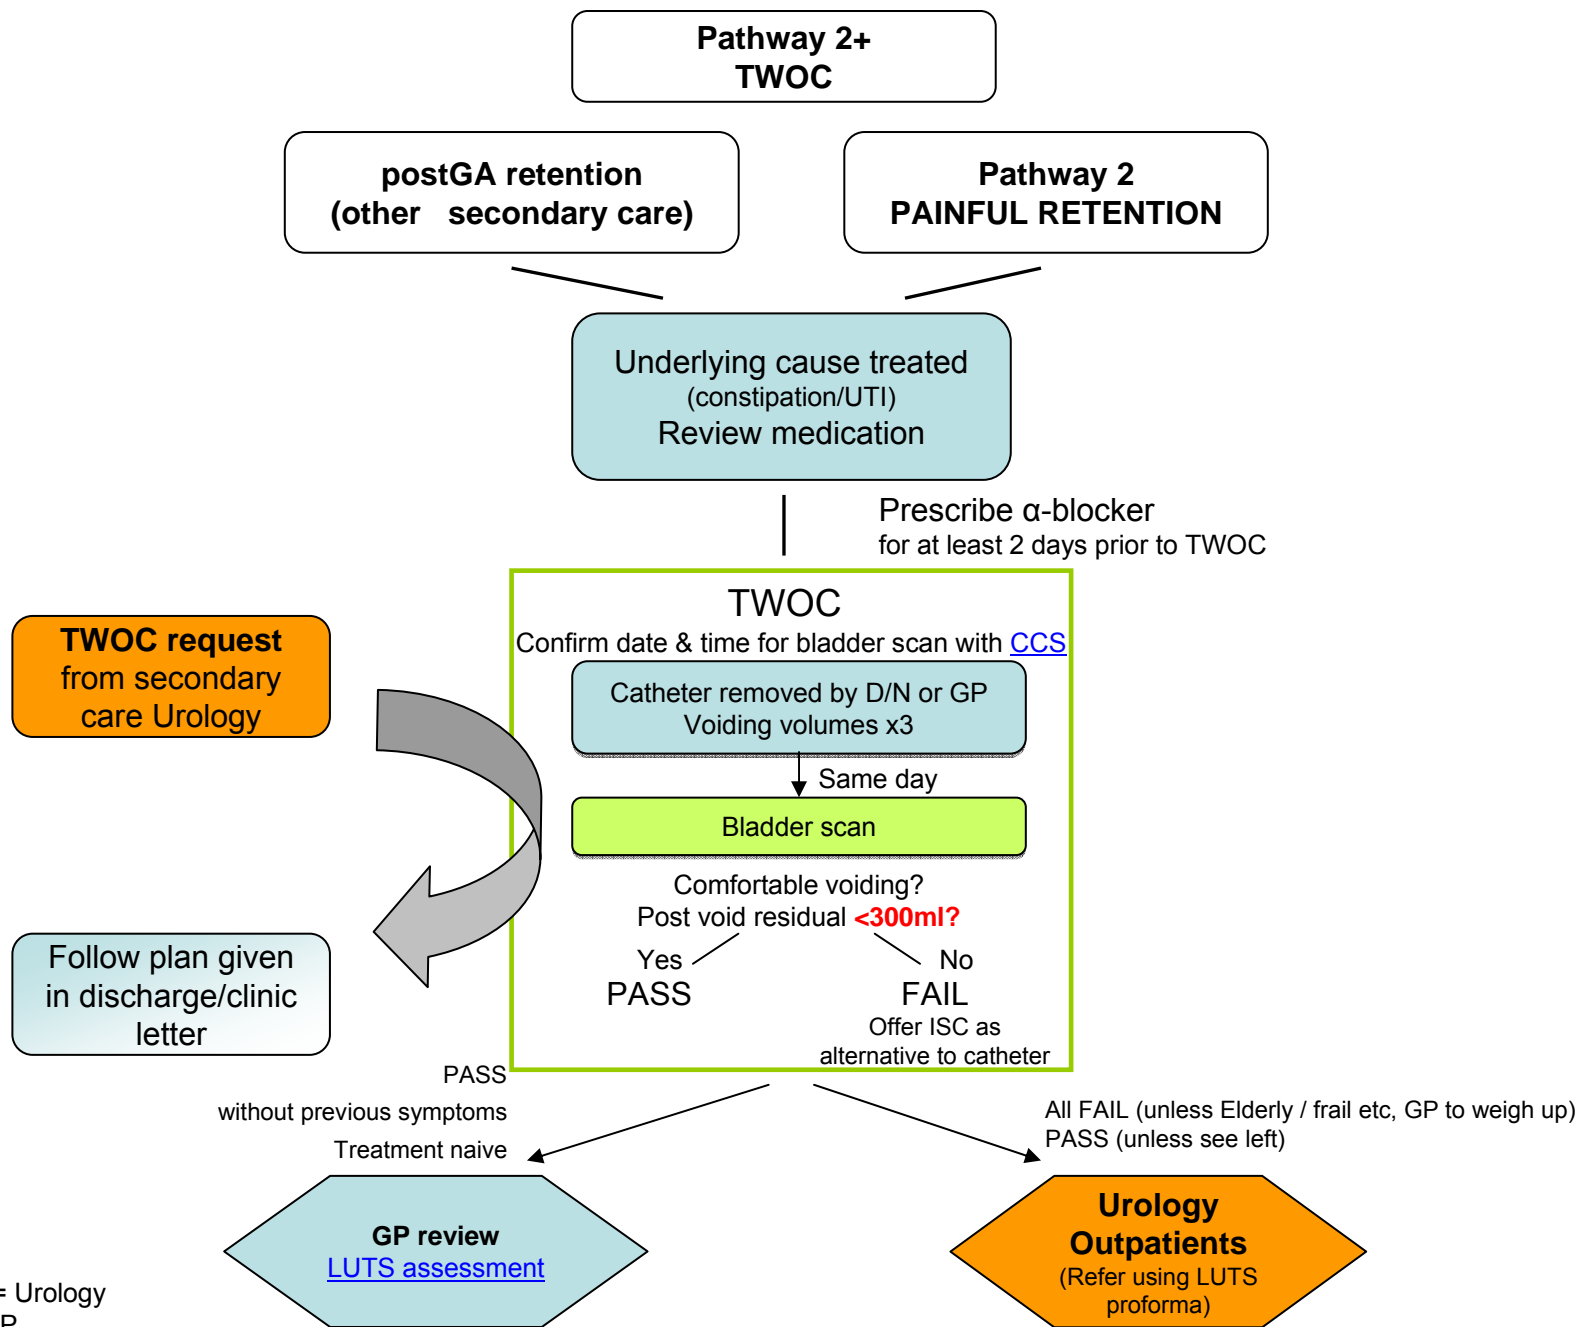 Pathway 2+
TWOC
postGA retention
(other secondary care)
Pathway 2
PAINFUL RETENTION
Underlying cause treated
(constipation/UTI)
Review medication
Prescribe α-blocker
for at least 2 days prior to TWOC
TWOC
Confirm date & time for bladder scan with CCS
TWOC request
from secondary
care Urology
Catheter removed by D/N or GP
Voiding volumes x3
Same day
Bladder scan
Comfortable voiding?
Post void residual <300ml?
Yes
PASS
No
FAIL
Offer ISC as
alternative to catheter
Follow plan given
in discharge/clinic
letter
PASS
without previous symptoms
Treatment naive
All FAIL (unless Elderly / frail etc, GP to weigh up)
PASS (unless see left)
GP review
LUTS assessment
Urology
Outpatients
(Refer using LUTS
proforma)
= Urology
P